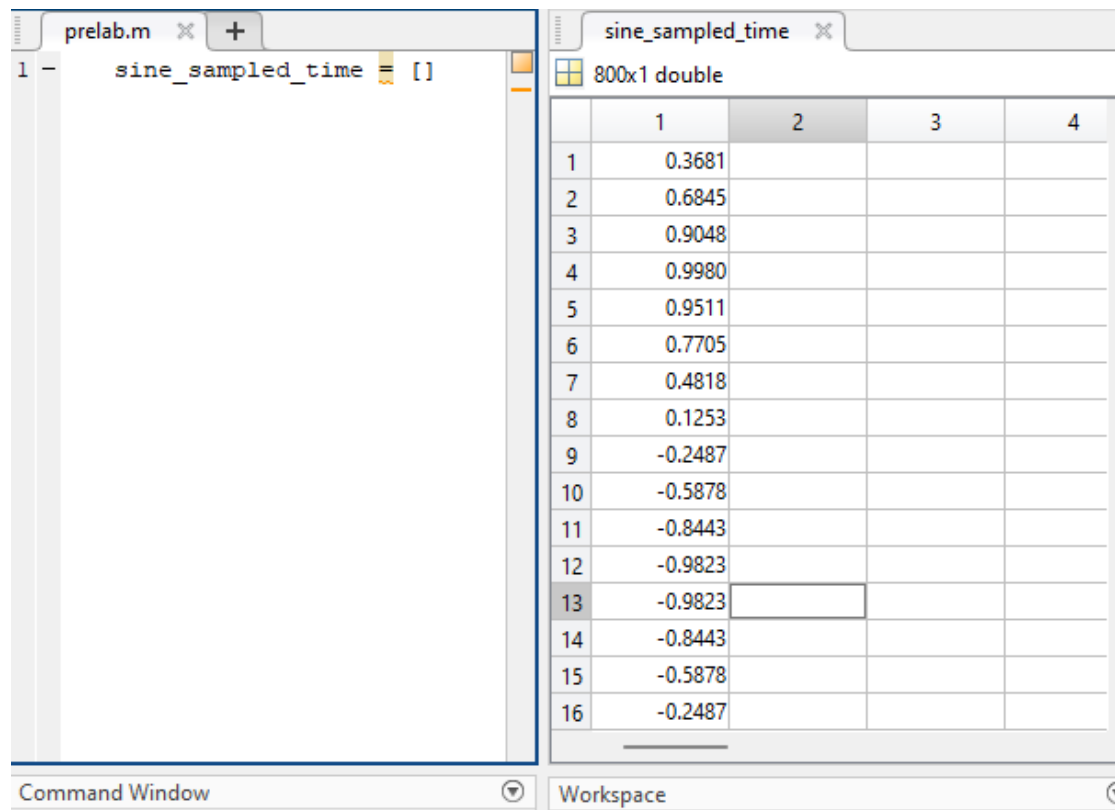 prelab.m
1 - sine_sampled_time = []
Command Window
sine_sampled_time
800x1 double
1 2 3 4
1 0.3681
2 0.6845
3 0.9048
4 0.9980
5 0.9511
6 0.7705
7 0.4818
8 0.1253
9 -0.2487
10 -0.5878
11 -0.8443
12 -0.9823
13 -0.9823
14 -0.8443
15 -0.5878
16 -0.2487
Workspace